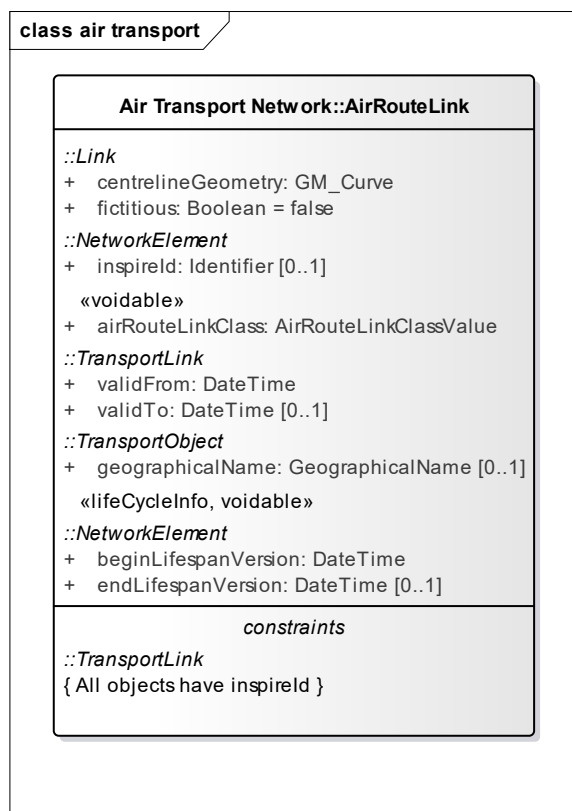 class air transport
Air Transport Network::AirRouteLink
::Link
+ centrelineGeometry: GM_Curve
+ fictitious: Boolean = false
::NetworkElement
+ inspireId: Identifier [0..1]
«voidable»
+ airRouteLinkClass: AirRouteLinkClassValue
::TransportLink
+ validFrom: DateTime
+ validTo: DateTime [0..1]
::TransportObject
+ geographicalName: GeographicalName [0..1]
«lifeCycleInfo, voidable»
::NetworkElement
+ beginLifespanVersion: DateTime
+ endLifespanVersion: DateTime [0..1]
constraints
::TransportLink
{ All objects have inspireId }